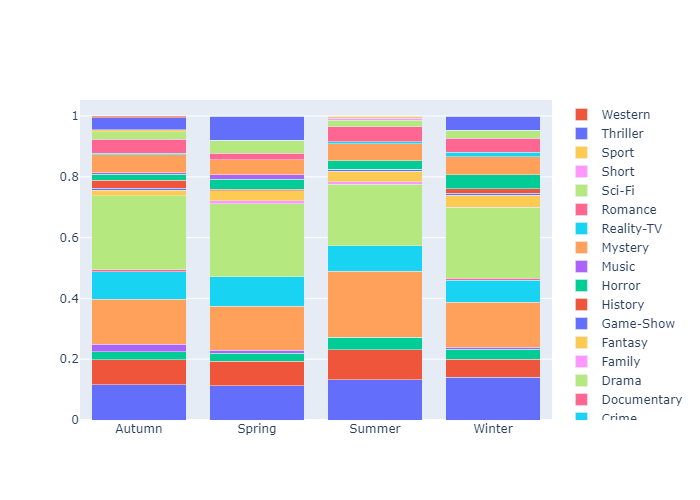 1
0.8
0.6
0.4
0.2
0
Autumn
Spring
Summer
Winter
Western
Thriller
Sport
Short
Sci-Fi
Romance
Reality-TV
Mystery
Music
Horror
History
Game-Show
Fantasy
Family
Drama
Documentary
Crime